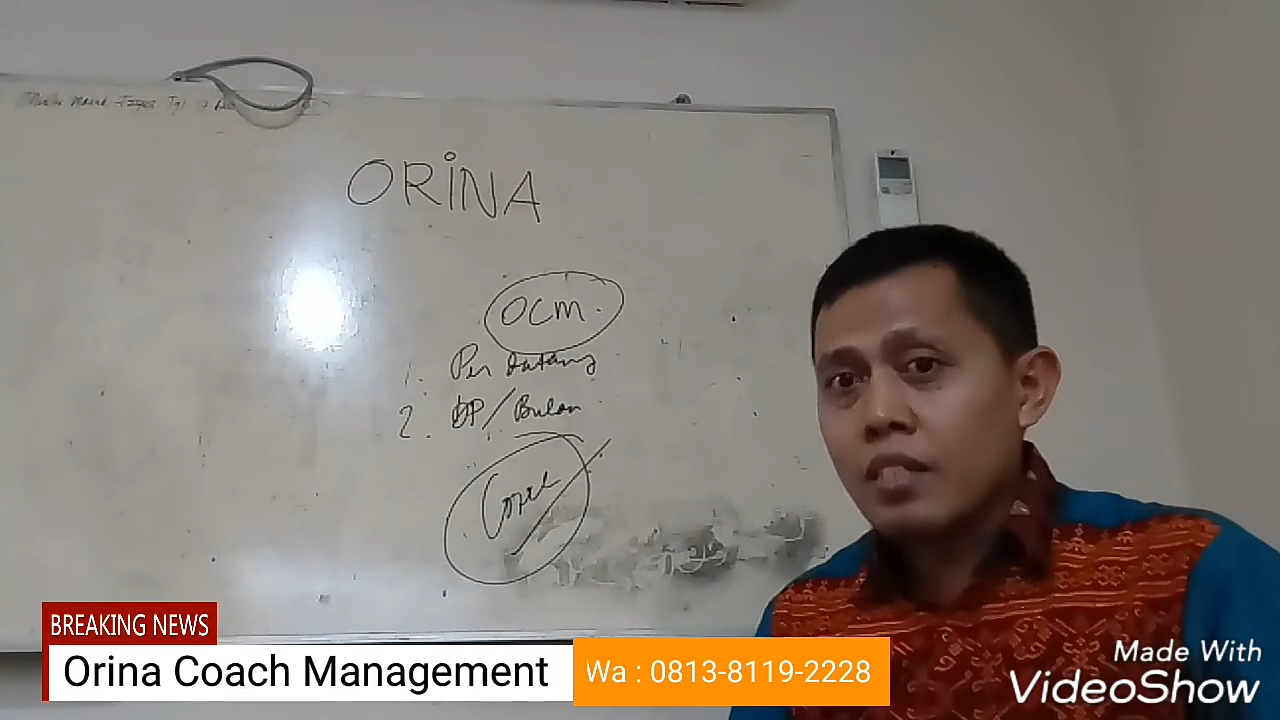 ORINA
OCM.
1. Per datang
2. DP/Bulan
BREAKING NEWS
Orina Coach Management
Wa : 0813-8119-2228
Made With
VideoShow